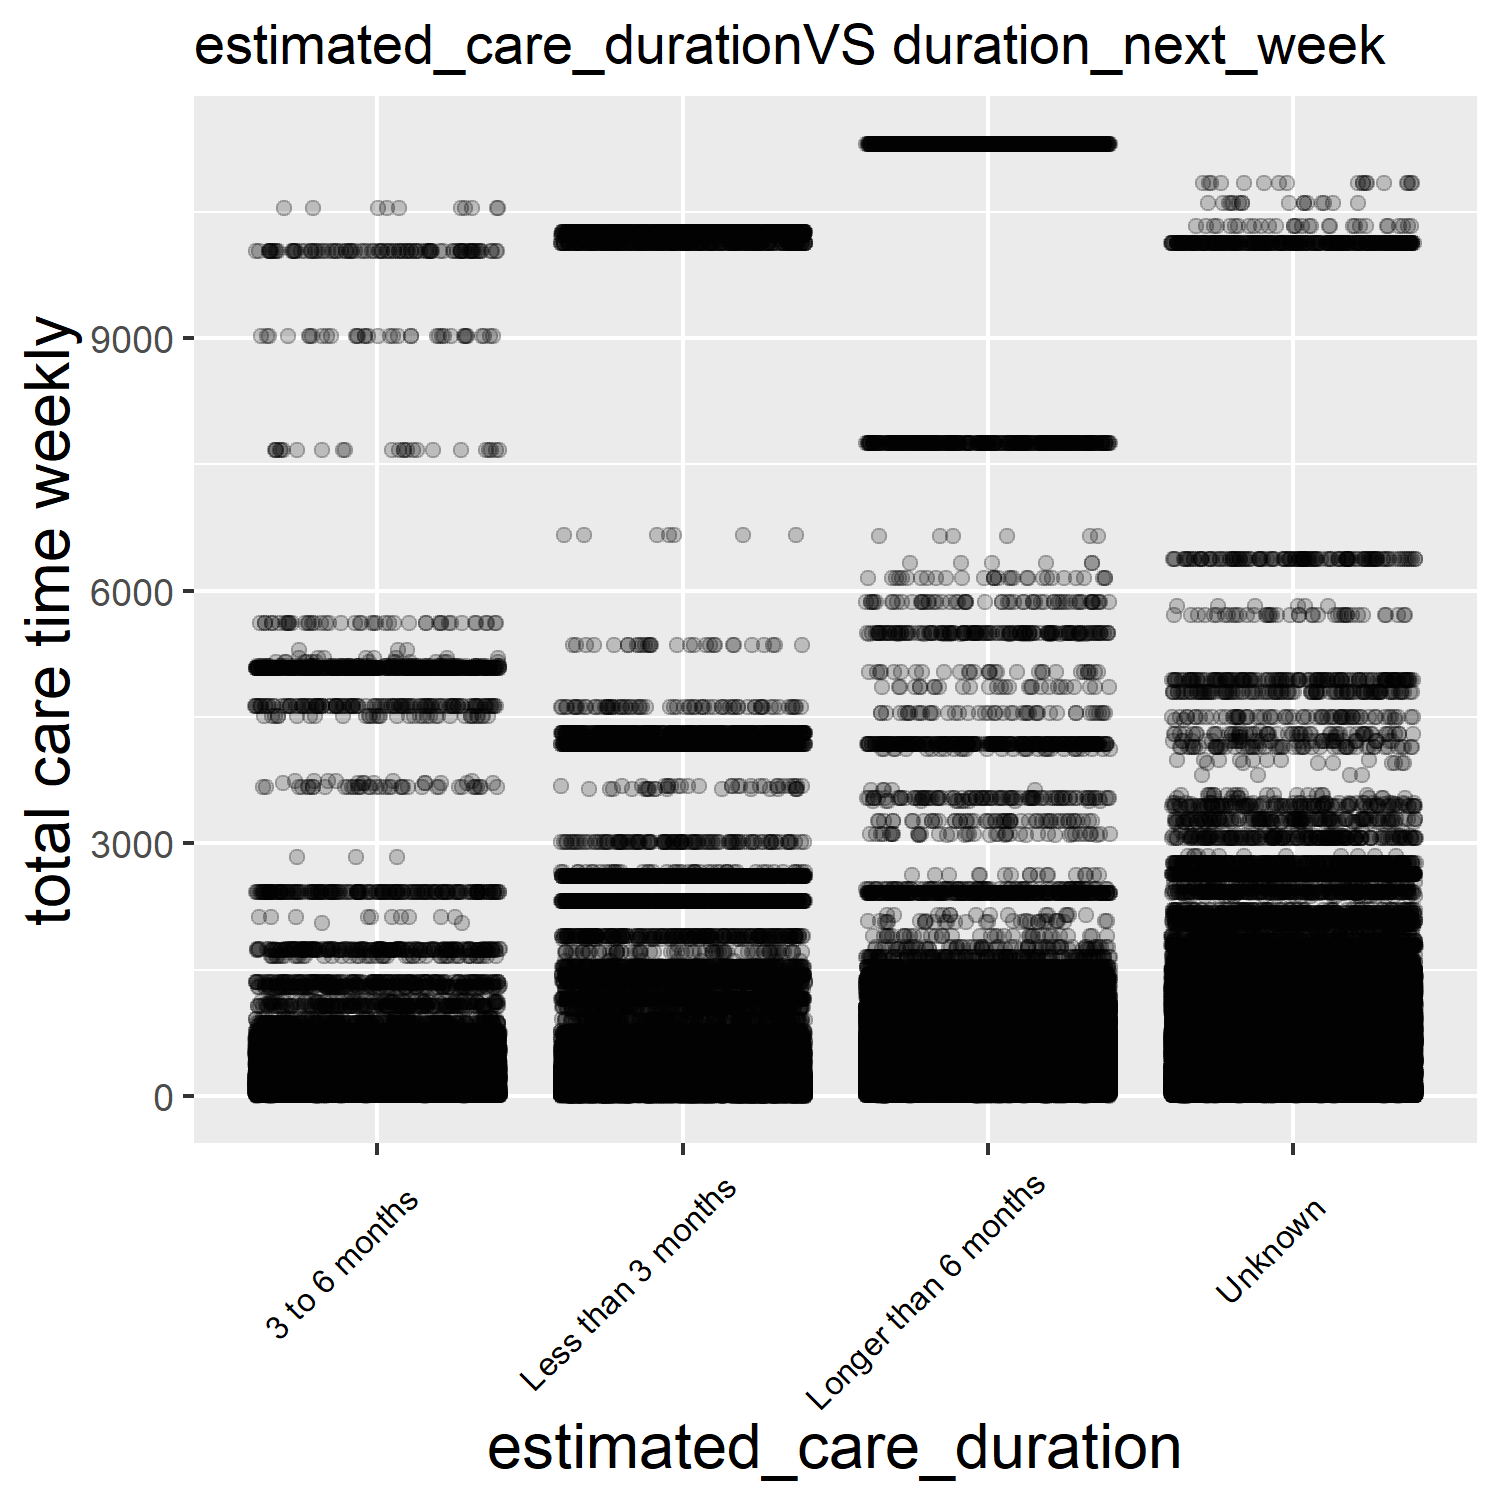 estimated_care_durationVS duration_next_week
total care time weekly
9000
6000
3000
0
3 to 6 months
Less than 3 months
Longer than 6 months
Unknown
estimated_care_duration